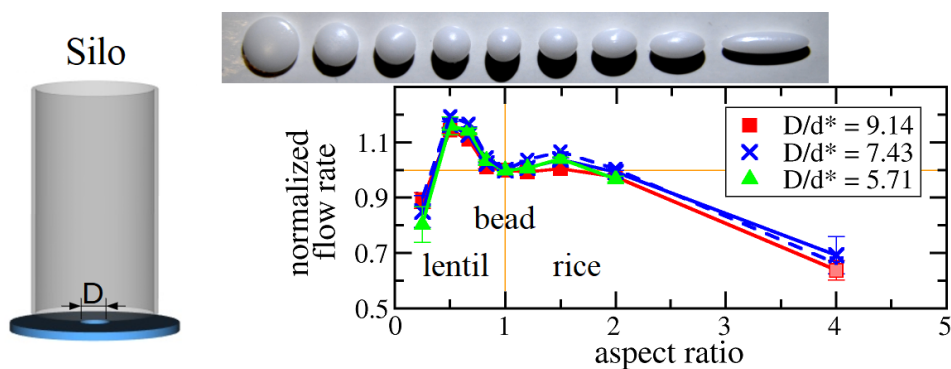 Silo
D
normalized
flow rate
1.1
0.9
0.7
0.5
D/d* = 9.14
D/d* = 7.43
D/d* = 5.71
bead
lentil
rice
0 1 2 3 4 5
aspect ratio